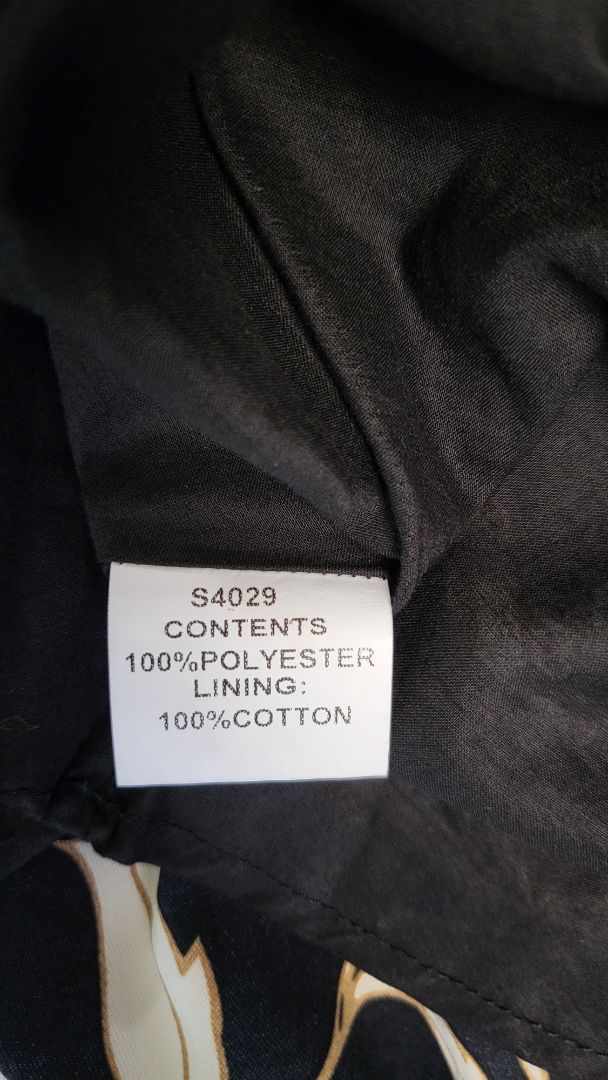 S4029
CONTENTS
100%POLYESTER
LINING:
100%COTTON